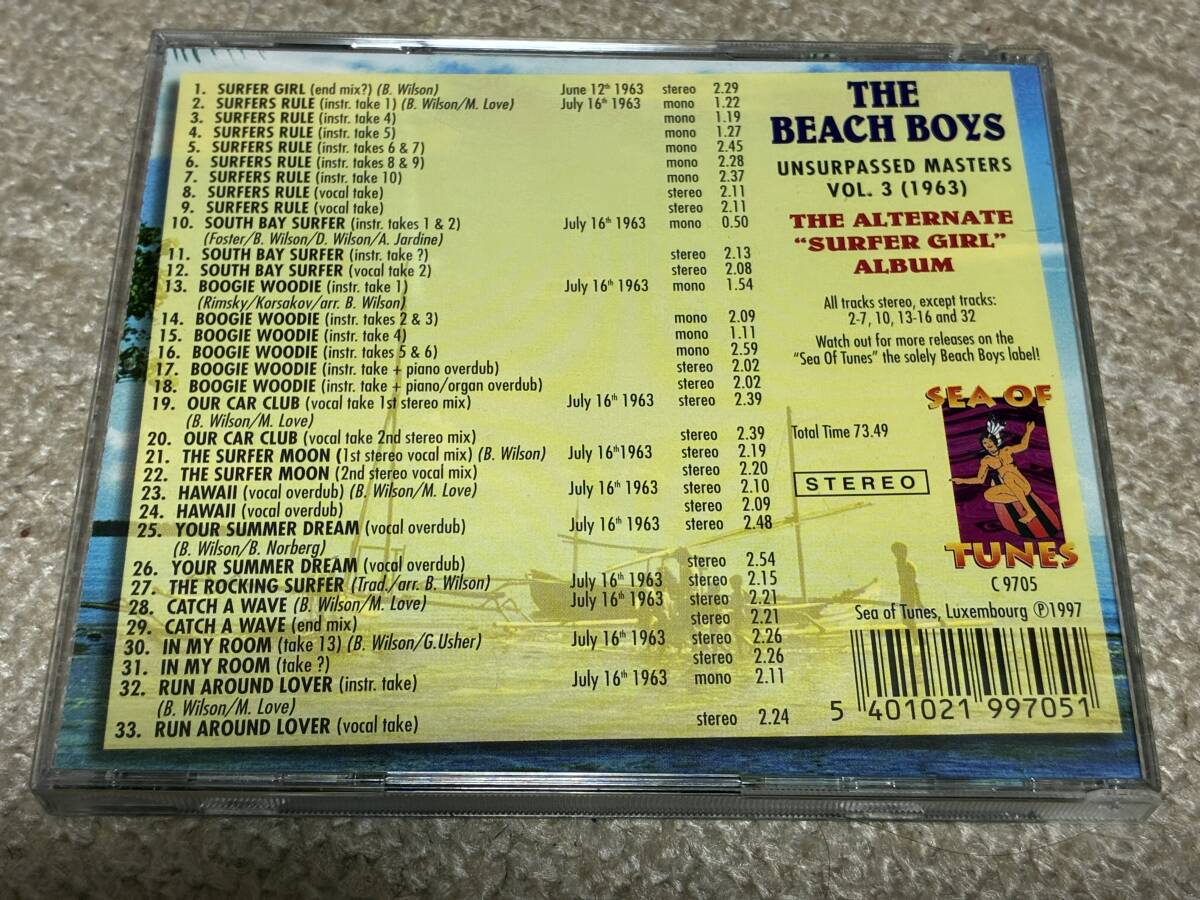 1. SURFER GIRL (end mix?) (B. Wilson) June 12th 1963 stereo 2.29
2. SURFERS RULE (instr. take 1) (B. Wilson/M. Love) July 16th 1963 mono 1.22
3. SURFERS RULE (instr. take 4) mono 1.19
4. SURFERS RULE (instr. take 5) mono 1.27
5. SURFERS RULE (instr. takes 6 & 7) mono 2.45
6. SURFERS RULE (instr. takes 8 & 9) mono 2.28
7. SURFERS RULE (instr. take 10) mono 2.37
8. SURFERS RULE (vocal take) stereo 2.11
9. SURFERS RULE (vocal take) stereo 2.11
10. SOUTH BAY SURFER (instr. takes 1 & 2) July 16th 1963 mono 0.50
(Foster/B. Wilson/D. Wilson/A. Jardine)
11. SOUTH BAY SURFER (instr. take ?) stereo 2.13
12. SOUTH BAY SURFER (vocal take 2) stereo 2.08
13. BOOGIE WOODIE (instr. take 1) July 16th 1963 mono 1.54
(Rimsky/Korsakov/arr. B. Wilson)
14. BOOGIE WOODIE (instr. takes 2 & 3) mono 2.09
15. BOOGIE WOODIE (instr. take 4) mono 1.11
16. BOOGIE WOODIE (instr. takes 5 & 6) mono 2.59
17. BOOGIE WOODIE (instr. take + piano overdub) stereo 2.02
18. BOOGIE WOODIE (instr. take + piano/organ overdub) stereo 2.02
19. OUR CAR CLUB (vocal take 1st stereo mix) July 16th 1963 stereo 2.39
(B. Wilson/M. Love)
20. OUR CAR CLUB (vocal take 2nd stereo mix) stereo 2.39
21. THE SURFER MOON (1st stereo vocal mix) (B. Wilson) July 16th 1963 stereo 2.19
22. THE SURFER MOON (2nd stereo vocal mix) stereo 2.20
23. HAWAII (vocal overdub) (B. Wilson/M. Love) July 16th 1963 stereo 2.10
24. HAWAII (vocal overdub) stereo 2.09
25. YOUR SUMMER DREAM (vocal overdub) July 16th 1963 stereo 2.48
(B. Wilson/B. Norberg)
26. YOUR SUMMER DREAM (vocal overdub) stereo 2.54
27. THE ROCKING SURFER (Trad./arr. B. Wilson) July 16th 1963 stereo 2.15
28. CATCH A WAVE (B. Wilson/M. Love) July 16th 1963 stereo 2.21
29. CATCH A WAVE (end mix) stereo 2.21
30. IN MY ROOM (take 13) (B. Wilson/G.Usher) July 16th 1963 stereo 2.26
31. IN MY ROOM (take ?) stereo 2.26
32. RUN AROUND LOVER (instr. take) July 16th 1963 mono 2.11
(B. Wilson/M. Love)
33. RUN AROUND LOVER (vocal take) stereo 2.24
THE
BEACH BOYS
UNSURPASSED MASTERS
VOL. 3 (1963)
THE ALTERNATE
"SURFER GIRL"
ALBUM
All tracks stereo, except tracks:
2-7, 10, 13-16 and 32
Watch out for more releases on the
"Sea Of Tunes" the solely Beach Boys label!
SEA OF
TUNES
Total Time 73.49
STEREO
C 9705
Sea of Tunes, Luxembourg ℗1997
5 401021 997051